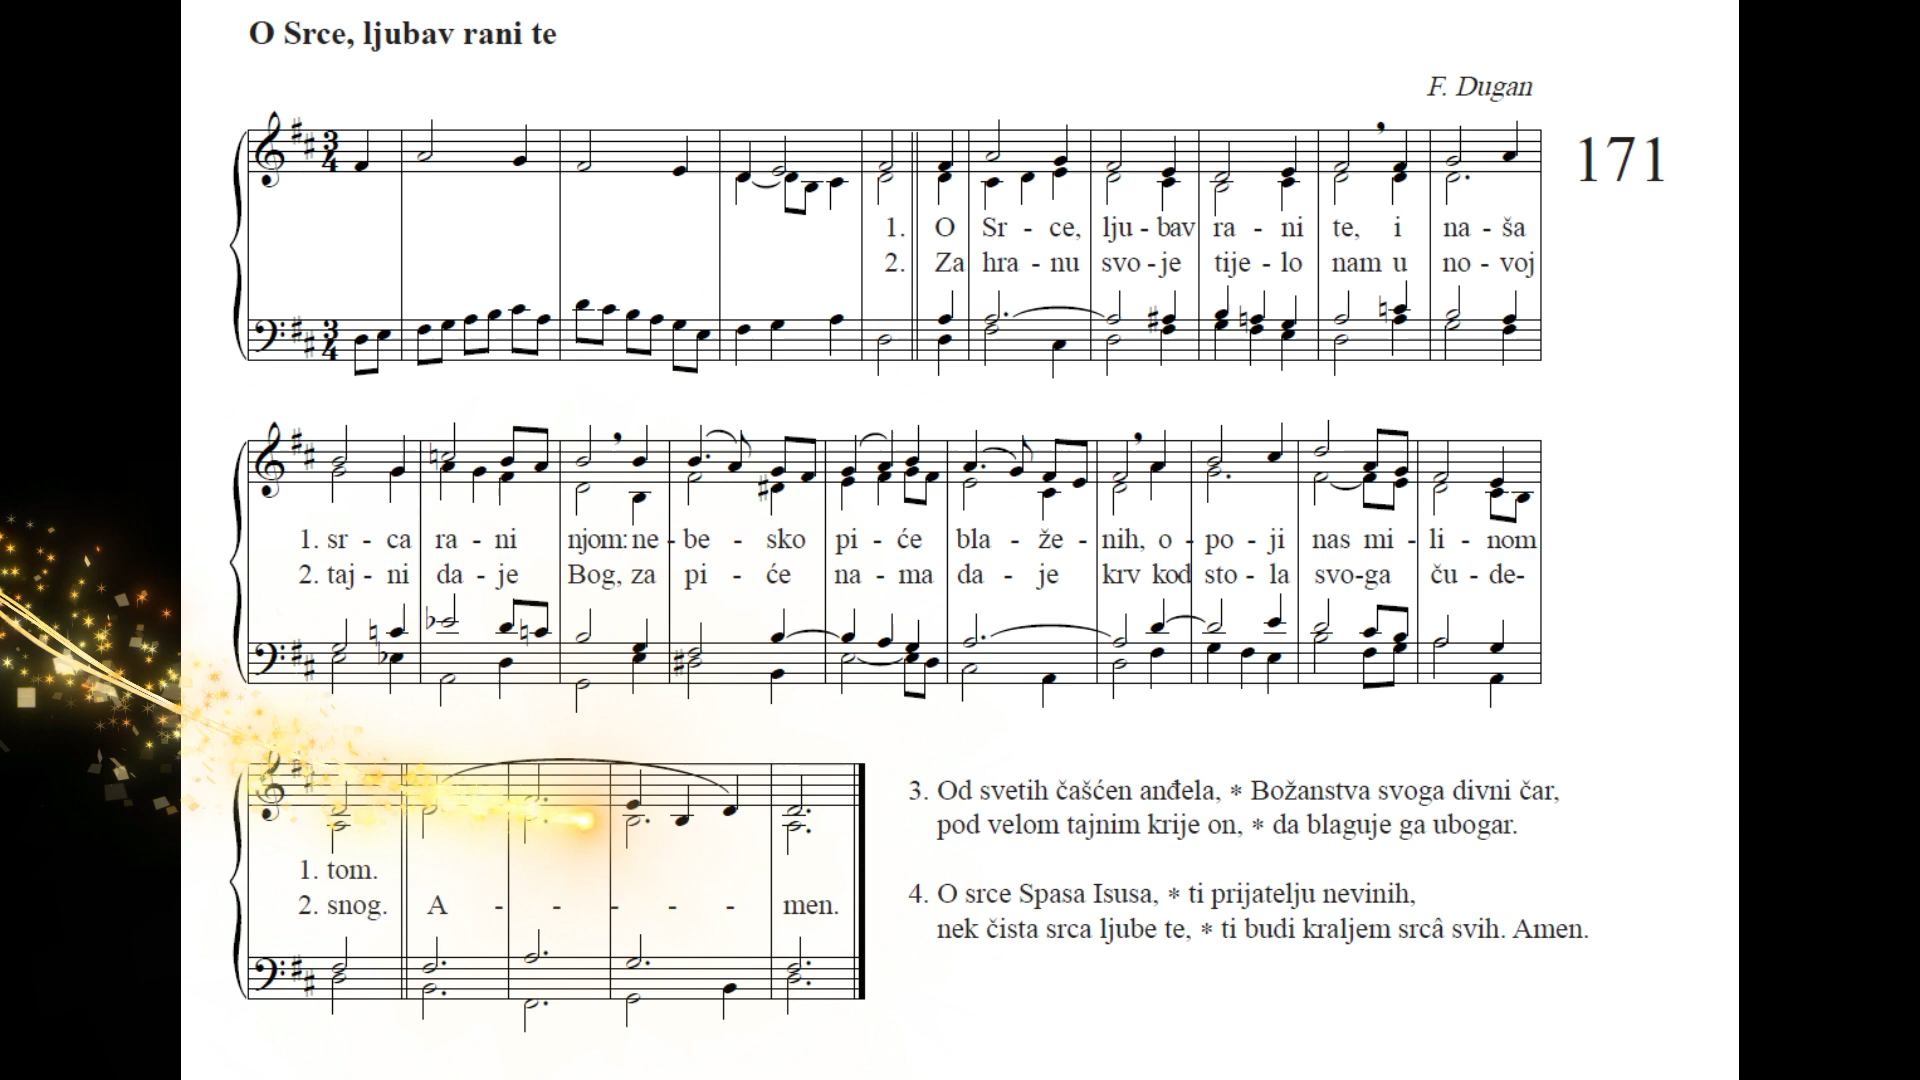 O Srce, ljubav rani te
F. Dugan
171
3
4
1. O Sr - ce, lju - bav ra - ni te, i na - ša
2. Za hra - nu svo - je tije - lo nam u no - voj
3
4
1. sr - ca ra - ni njom: ne - be - sko pi - će bla - že - nih, o - po - ji nas mi - li - nom
2. taj - ni da - je Bog, za pi - će na - ma da - je krv kod sto - la svo-ga ču - de-
1. tom.
2. snog. A - - - - - men.
3. Od svetih čašćen anđela, * Božanstva svoga divni čar,
pod velom tajnim krije on, * da blaguje ga ubogar.
4. O srce Spasa Isusa, * ti prijatelju nevinih,
nek čista srca ljube te, * ti budi kraljem srcâ svih. Amen.